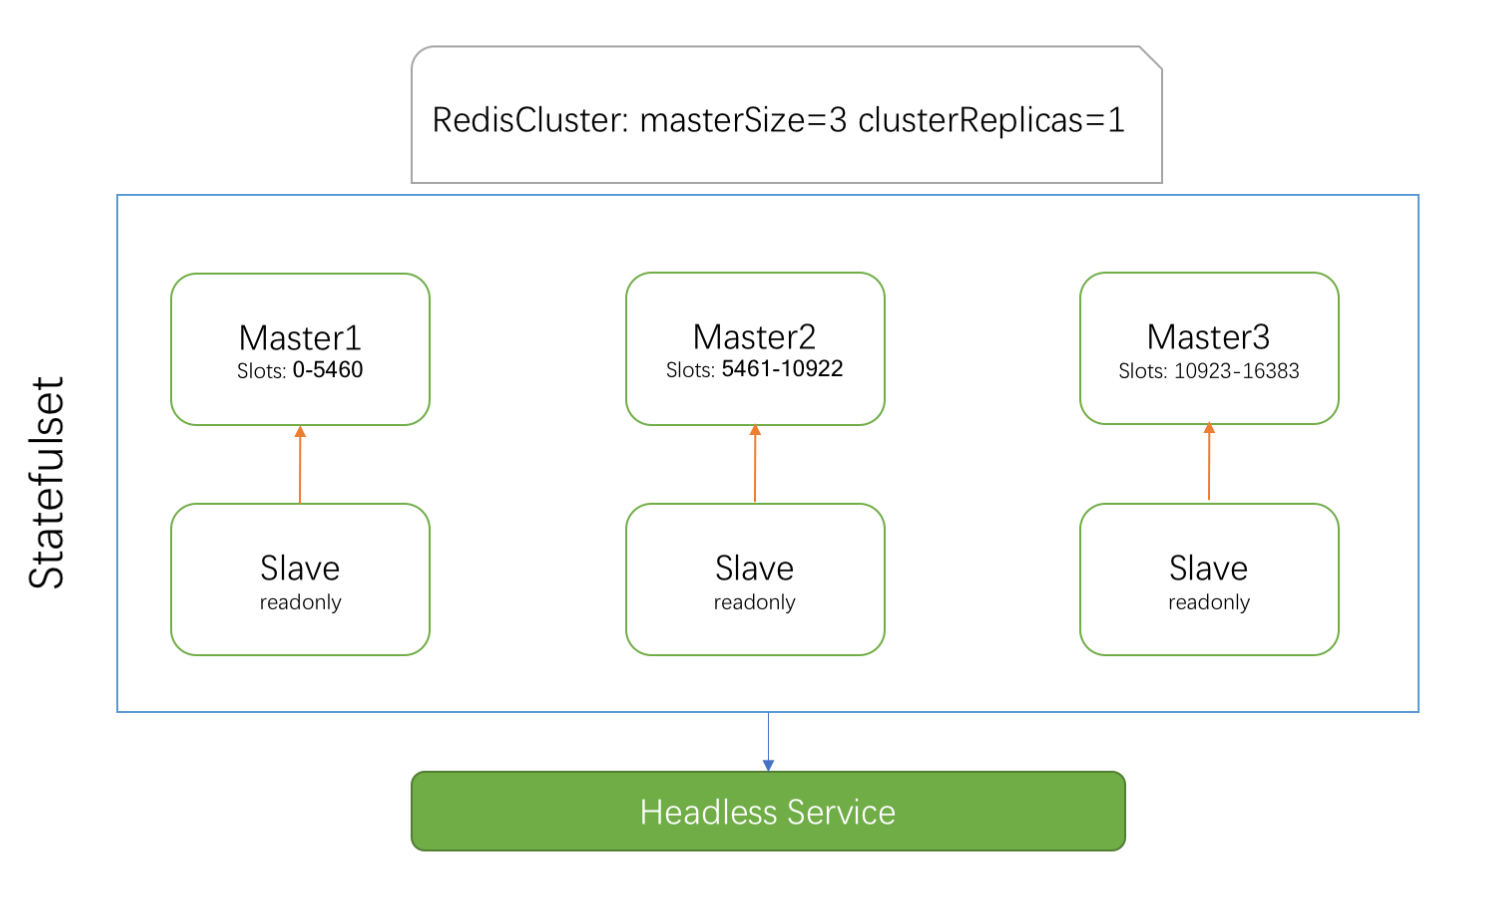 RedisCluster: masterSize=3 clusterReplicas=1
Statefulset
Master1
Slots: 0-5460
Master2
Slots: 5461-10922
Master3
Slots: 10923-16383
Slave
readonly
Slave
readonly
Slave
readonly
Headless Service